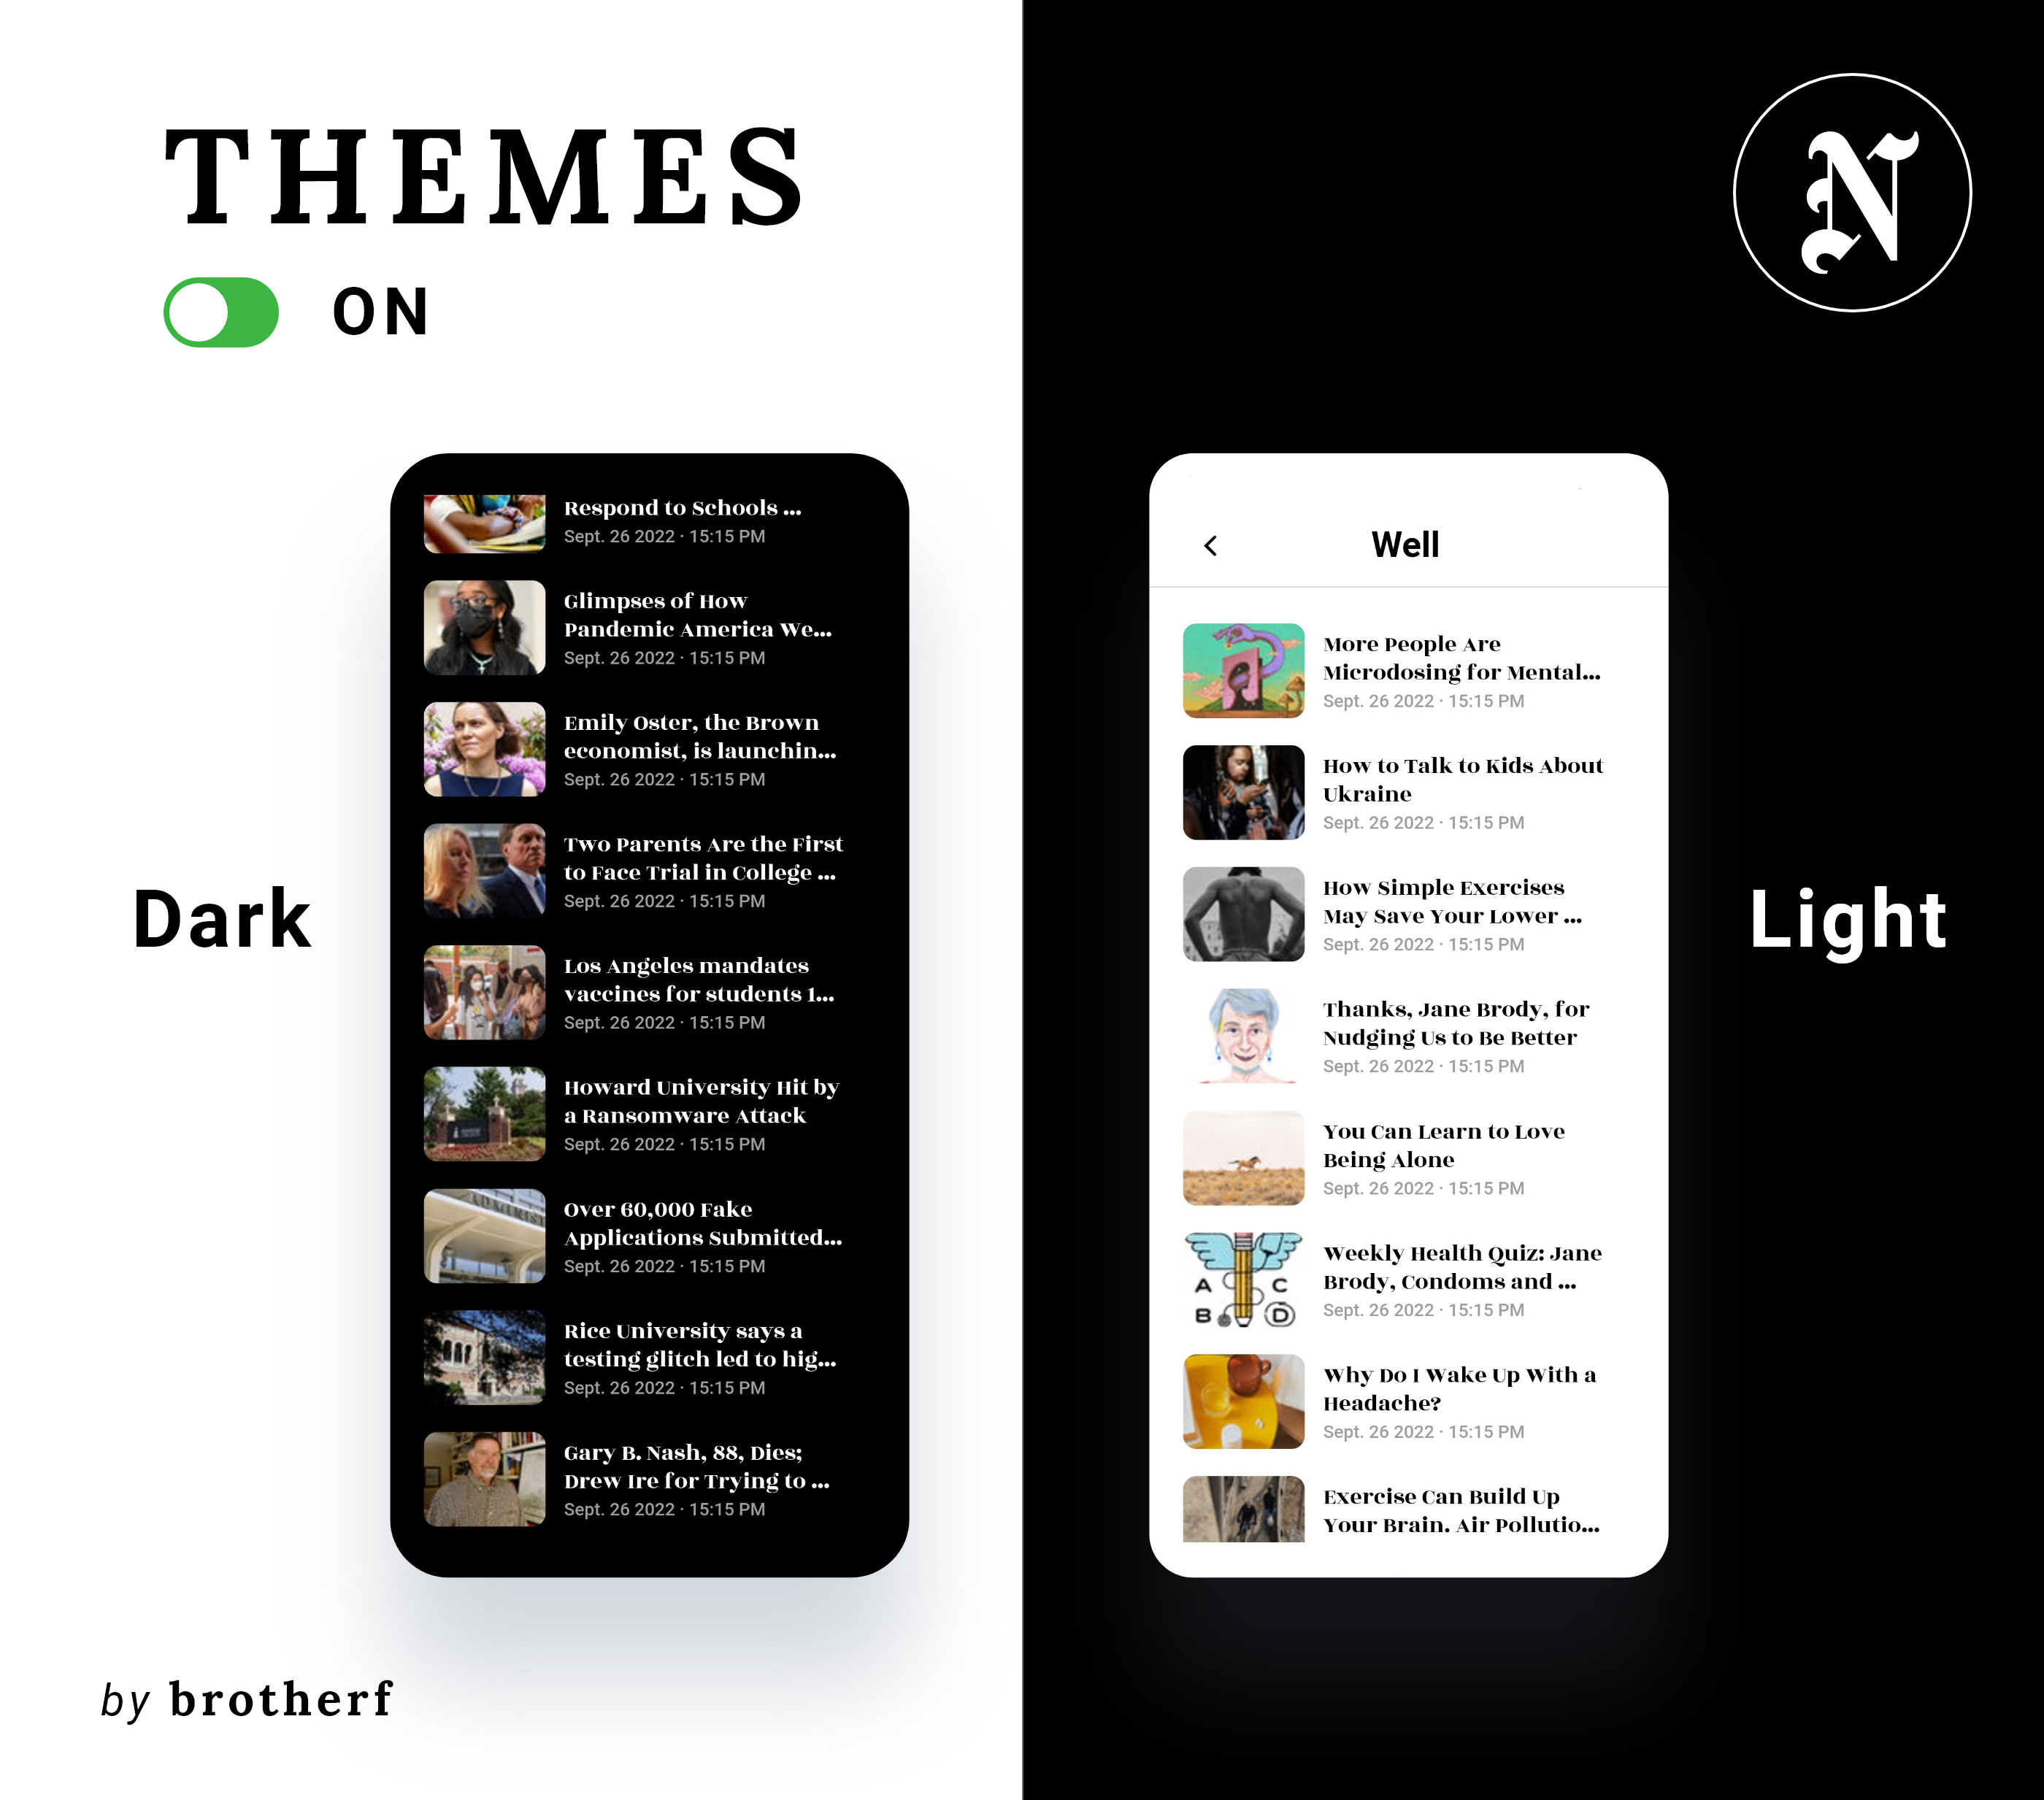 THEMES
ON
N
Dark
Respond to Schools ...
Sept. 26 2022 · 15:15 PM
Glimpses of How
Pandemic America We...
Sept. 26 2022 · 15:15 PM
Emily Oster, the Brown
economist, is launchin...
Sept. 26 2022 · 15:15 PM
Two Parents Are the First
to Face Trial in College ...
Sept. 26 2022 · 15:15 PM
Los Angeles mandates
vaccines for students 1...
Sept. 26 2022 · 15:15 PM
Howard University Hit by
a Ransomware Attack
Sept. 26 2022 · 15:15 PM
Over 60,000 Fake
Applications Submitted...
Sept. 26 2022 · 15:15 PM
Rice University says a
testing glitch led to hig...
Sept. 26 2022 · 15:15 PM
Gary B. Nash, 88, Dies;
Drew Ire for Trying to ...
Sept. 26 2022 · 15:15 PM
Well
More People Are
Microdosing for Mental...
Sept. 26 2022 · 15:15 PM
How to Talk to Kids About
Ukraine
Sept. 26 2022 · 15:15 PM
How Simple Exercises
May Save Your Lower ...
Sept. 26 2022 · 15:15 PM
Thanks, Jane Brody, for
Nudging Us to Be Better
Sept. 26 2022 · 15:15 PM
You Can Learn to Love
Being Alone
Sept. 26 2022 · 15:15 PM
A C
B D
Weekly Health Quiz: Jane
Brody, Condoms and ...
Sept. 26 2022 · 15:15 PM
Why Do I Wake Up With a
Headache?
Sept. 26 2022 · 15:15 PM
Exercise Can Build Up
Your Brain. Air Pollutio...
Light
by brotherf